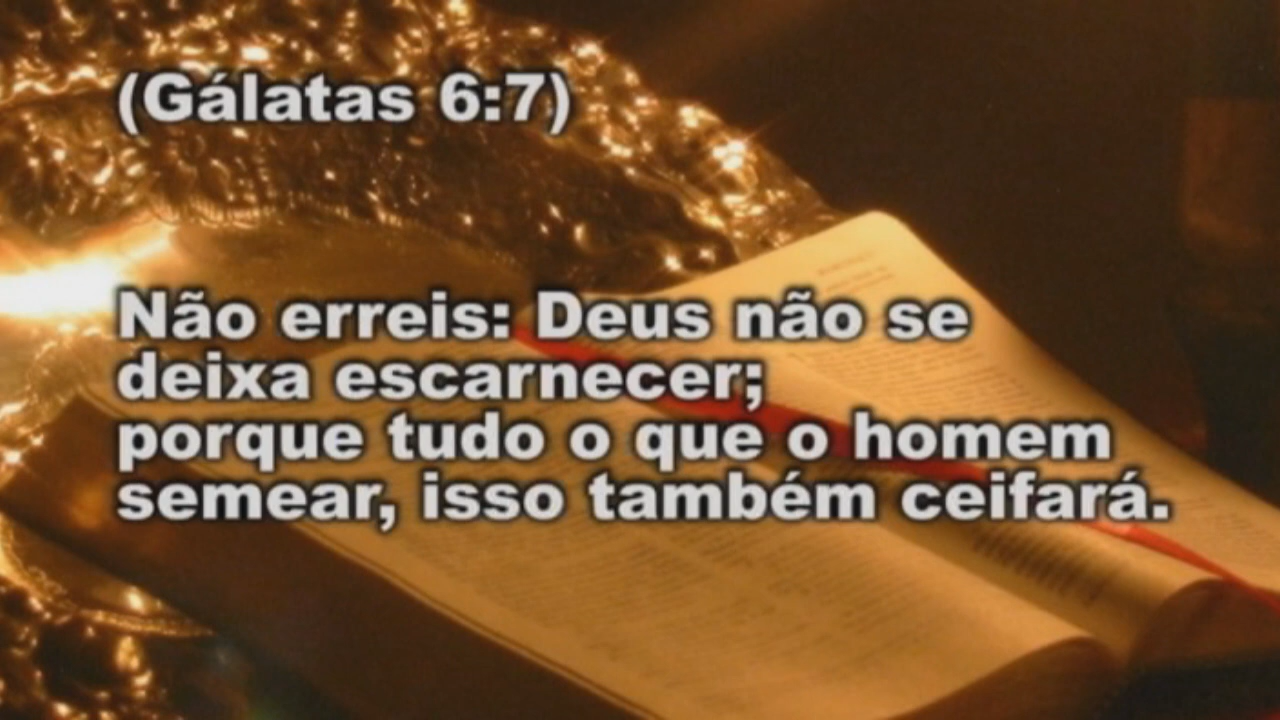 (Gálatas 6:7)
Não erreis: Deus não se
deixa escarnecer;
porque tudo o que o homem
semear, isso também ceifará.